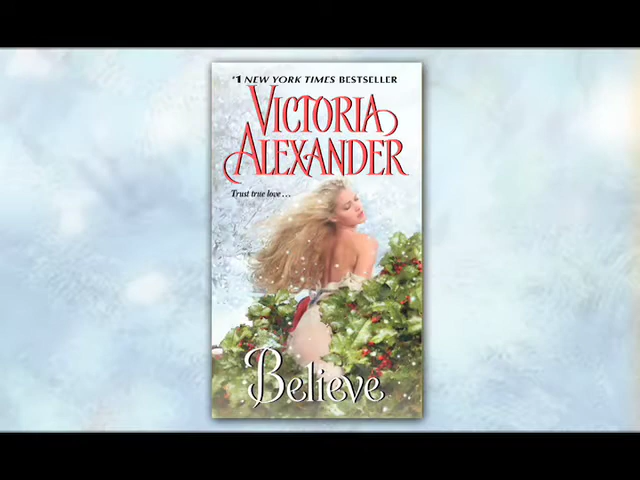 #1 NEW YORK TIMES BESTSELLER
VICTORIA
ALEXANDER
Trust true love...
Believe